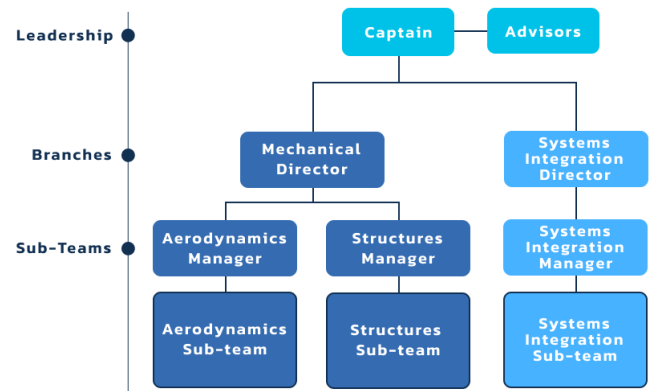 Leadership
Captain
Advisors
Branches
Mechanical
Director
Systems
Integration
Director
Sub-Teams
Aerodynamics
Manager
Structures
Manager
Systems
Integration
Manager
Aerodynamics
Sub-team
Structures
Sub-team
Systems
Integration
Sub-team